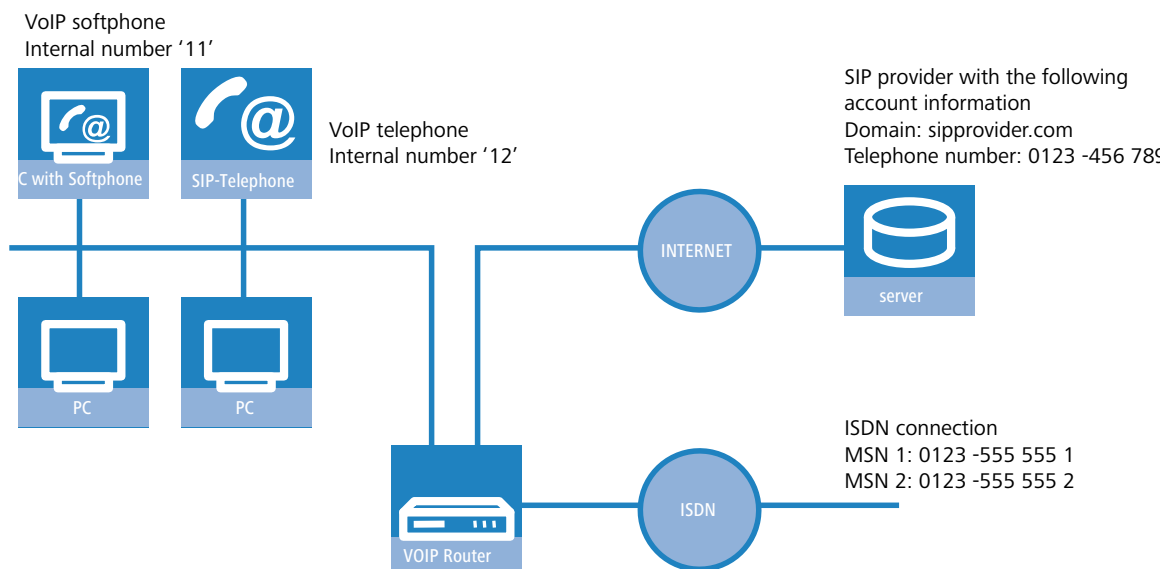 VoIP softphone
Internal number ‘11’
C with Softphone
SIP-Telephone
VoIP telephone
Internal number ‘12’
SIP provider with the following
account information
Domain: sipprovider.com
Telephone number: 0123 -456 789
INTERNET
server
PC
PC
ISDN connection
MSN 1: 0123 -555 555 1
MSN 2: 0123 -555 555 2
ISDN
VOIP Router